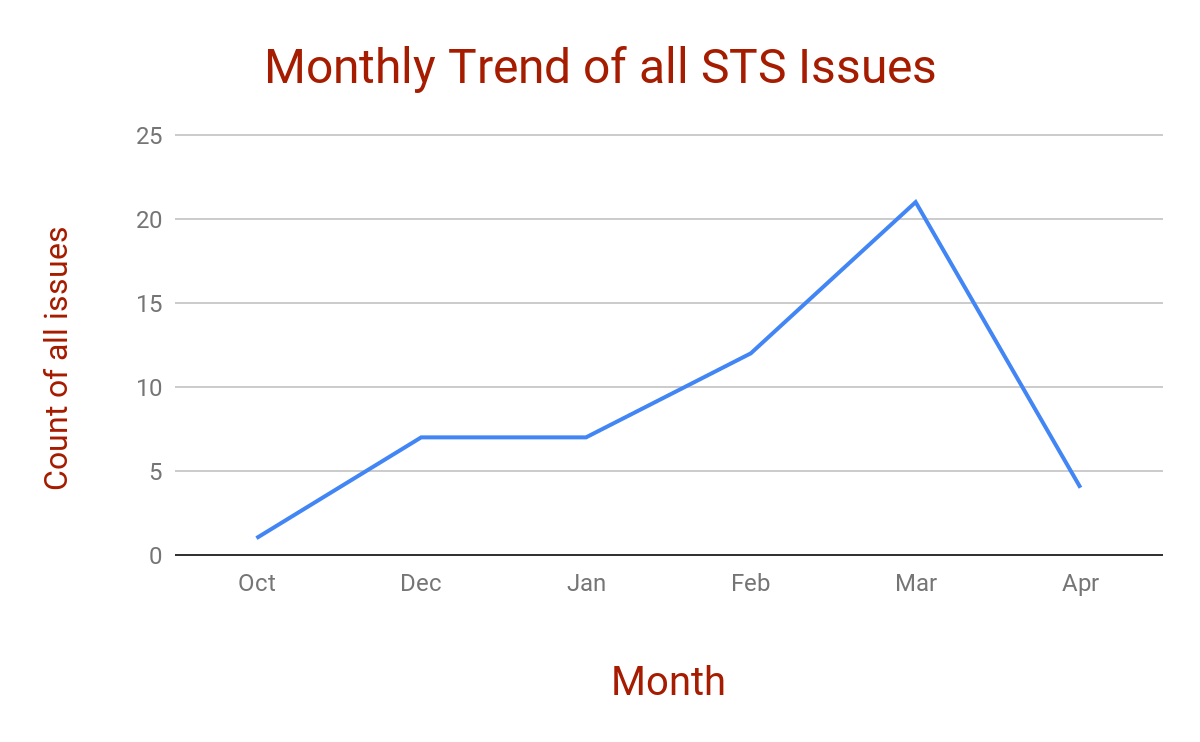 Monthly Trend of all STS Issues
Count of all issues
25
20
15
10
5
0
Oct Dec Jan Feb Mar Apr
Month